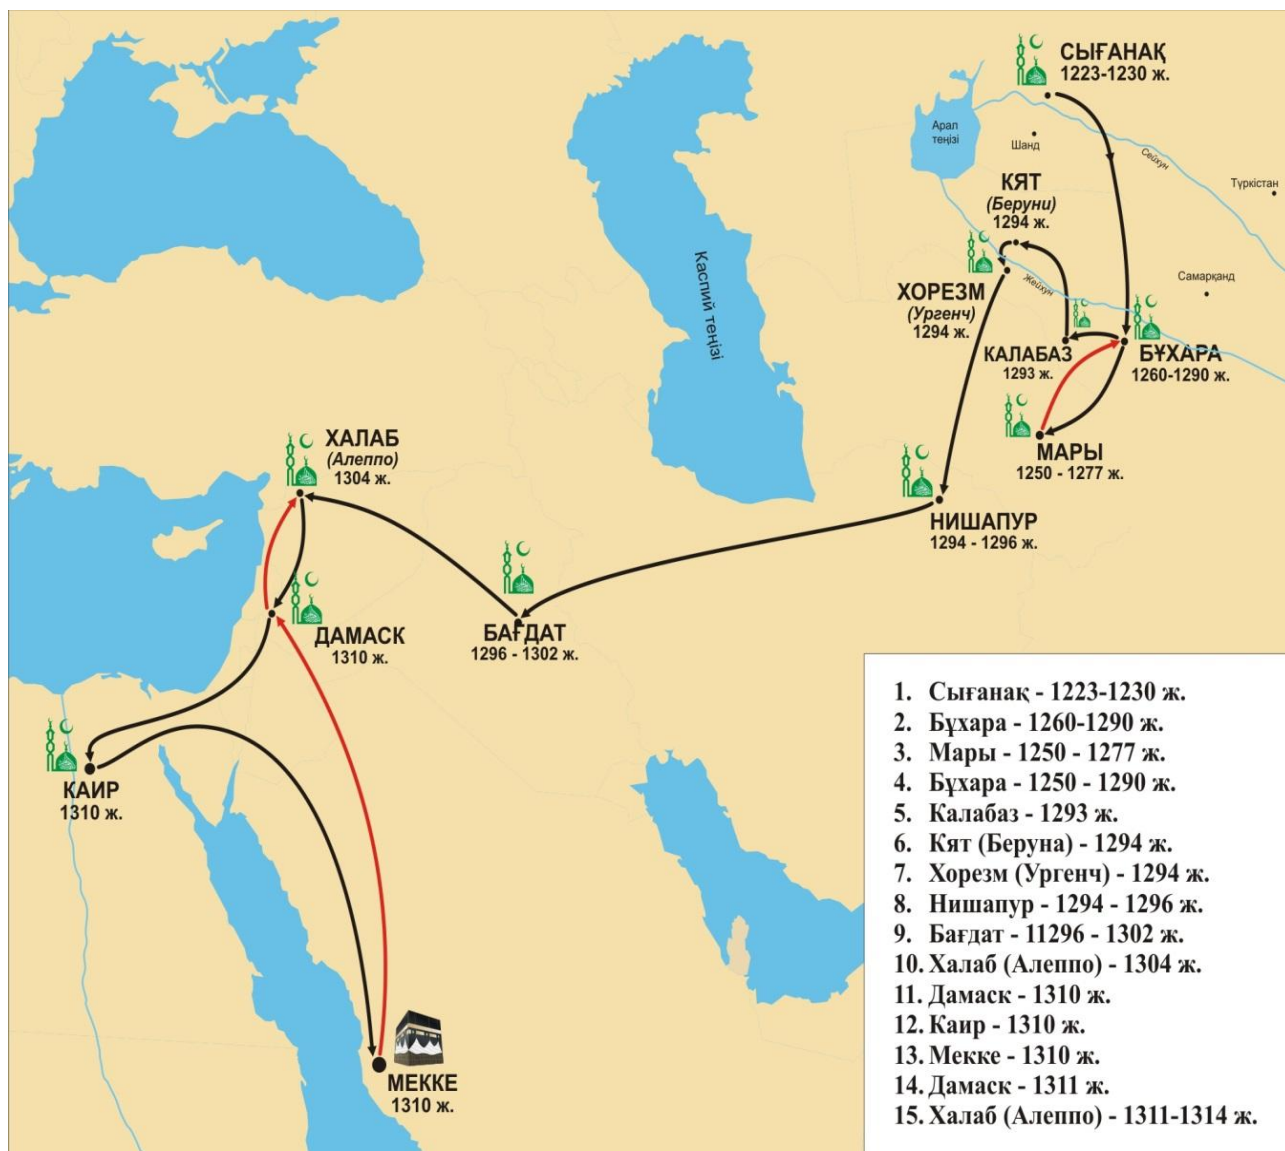 СЫҒАНАҚ
1223-1230 ж.
Арал
теңізі
Шанд
Сейхун
Түркістан
КЯТ
(Беруни)
1294 ж.
Самарқанд
Жейхун
ХОРЕЗМ
(Ургенч)
1294 ж.
Каспий теңізі
КАЛАБАЗ
1293 ж.
БҰХАРА
1260-1290 ж.
МАРЫ
1250 - 1277 ж.
ХАЛАБ
(Алеппо)
1304 ж.
НИШАПУР
1294 - 1296 ж.
БАҒДАТ
1296 - 1302 ж.
ДАМАСК
1310 ж.
КАИР
1310 ж.
МЕККЕ
1310 ж.
1. Сығанақ - 1223-1230 ж.
2. Бұхара - 1260-1290 ж.
3. Мары - 1250 - 1277 ж.
4. Бұхара - 1250 - 1290 ж.
5. Калабаз - 1293 ж.
6. Кят (Беруна) - 1294 ж.
7. Хорезм (Ургенч) - 1294 ж.
8. Нишапур - 1294 - 1296 ж.
9. Бағдат - 11296 - 1302 ж.
10. Халаб (Алеппо) - 1304 ж.
11. Дамаск - 1310 ж.
12. Каир - 1310 ж.
13. Мекке - 1310 ж.
14. Дамаск - 1311 ж.
15. Халаб (Алеппо) - 1311-1314 ж.